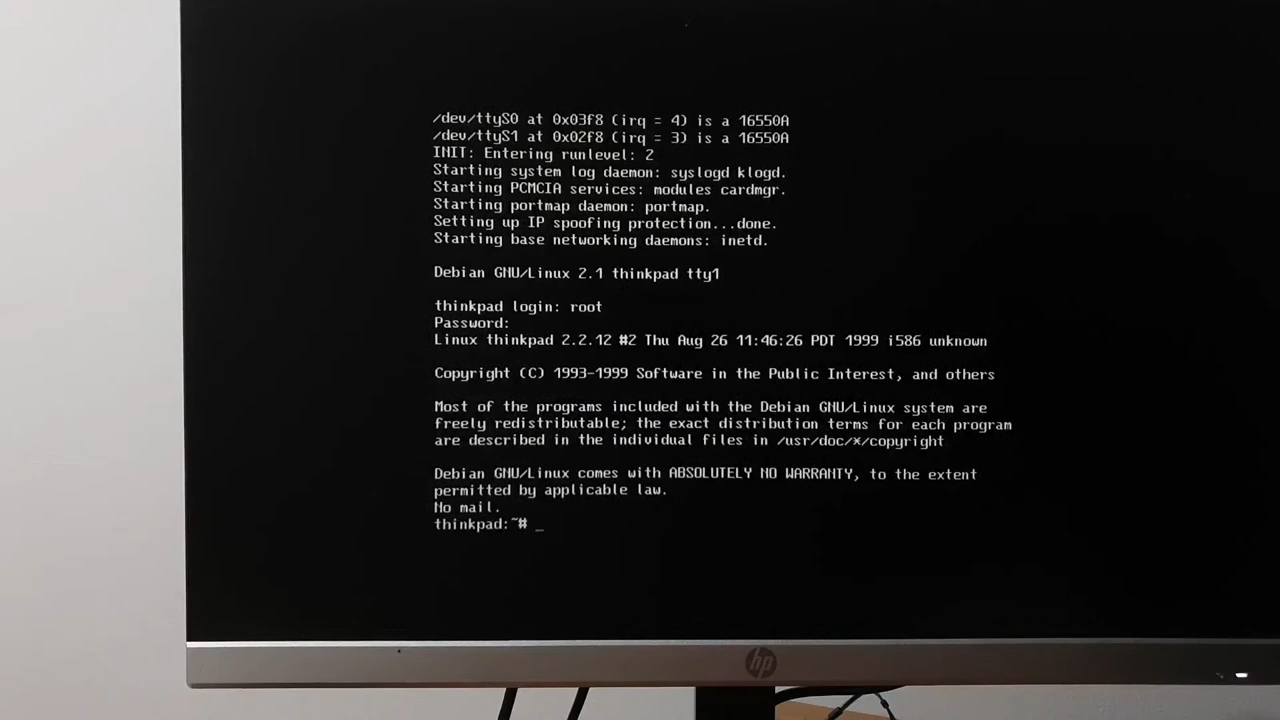 /dev/ttyS0 at 0x03f8 (irq = 4) is a 16550A
/dev/ttyS1 at 0x02f8 (irq = 3) is a 16550A
INIT: Entering runlevel: 2
Starting system log daemon: syslogd klogd.
Starting PCMCIA services: modules cardmgr.
Starting portmap daemon: portmap.
Setting up IP spoofing protection...done.
Starting base networking daemons: inetd.
Debian GNU/Linux 2.1 thinkpad tty1
thinkpad login: root
Password:
Linux thinkpad 2.2.12 #2 Thu Aug 26 11:46:26 PDT 1999 i586 unknown
Copyright (C) 1993-1999 Software in the Public Interest, and others
Most of the programs included with the Debian GNU/Linux system are
freely redistributable; the exact distribution terms for each program
are described in the individual files in /usr/doc/*/copyright
Debian GNU/Linux comes with ABSOLUTELY NO WARRANTY, to the extent
permitted by applicable law.
No mail.
thinkpad:~# _
hp